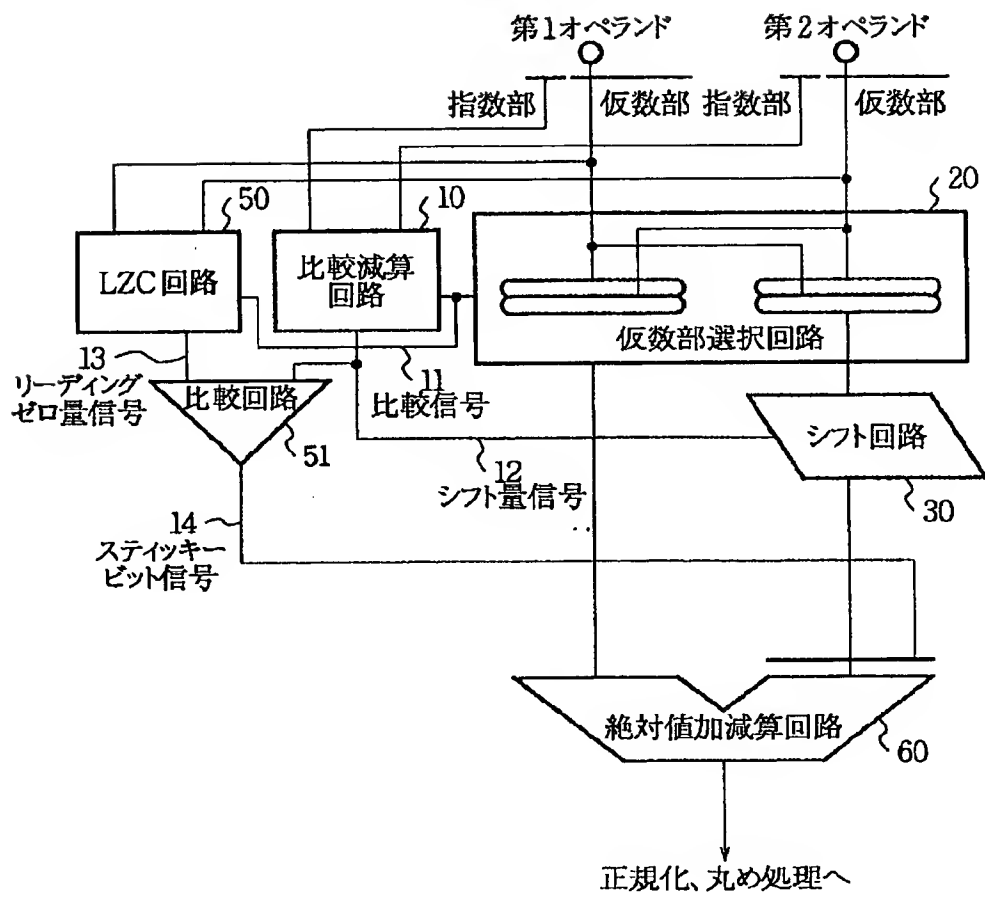 第1オペランド
第2オペランド
指数部
仮数部
指数部
仮数部
50
10
20
LZC回路
比較減算
回路
仮数部選択回路
13
リーディング
ゼロ量信号
比較回路
51
11
比較信号
シフト回路
12
シフト量信号
30
14
スティッキー
ビット信号
絶対値加減算回路
60
正規化、丸め処理へ